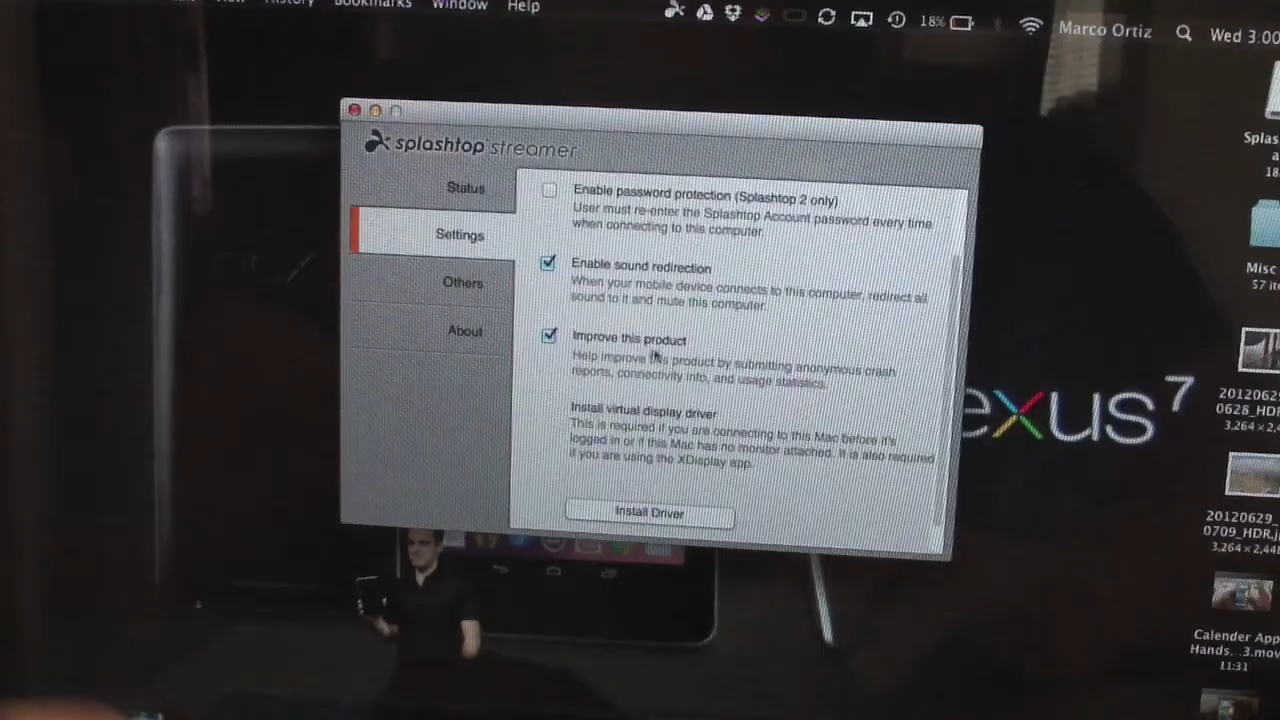 History Bookmarks Window Help
18% Marco Ortiz Wed 3:00
splashtop streamer
Status
Settings
Others
About
Enable password protection (Splashtop 2 only)
User must re-enter the Splashtop Account password every time
when connecting to this computer.
Enable sound redirection
When your mobile device connects to this computer, redirect all
sound to it and mute this computer.
Improve this product
Help improve this product by submitting anonymous crash
reports, connectivity info, and usage statistics.
Install virtual display driver
This is required if you are connecting to this Mac before it's
logged in or if this Mac has no monitor attached. It is also required
if you are using the XDisplay app.
Install Driver
exus 7
Splas
a
18
Misc
57 ite
2012062
0628_HD
3,264 × 2,4
20120629_
0709_HDR.j
3,264 × 2,44
Calender App
Hands...3.mov
11:31